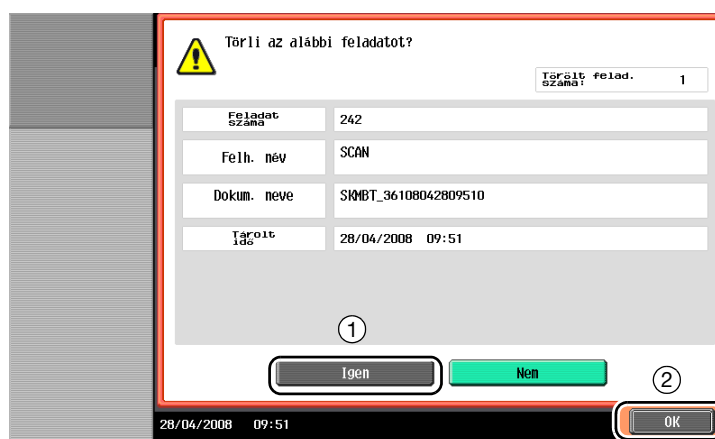 Törli az alábbi feladatot?
Törölt felad.
száma: 1
Feladat
száma
242
Felh. név
SCAN
Dokum. neve
SKMBT_36108042809510
Tárolt
idő
28/04/2008 09:51
1
Igen
Nem
2
28/04/2008 09:51
OK